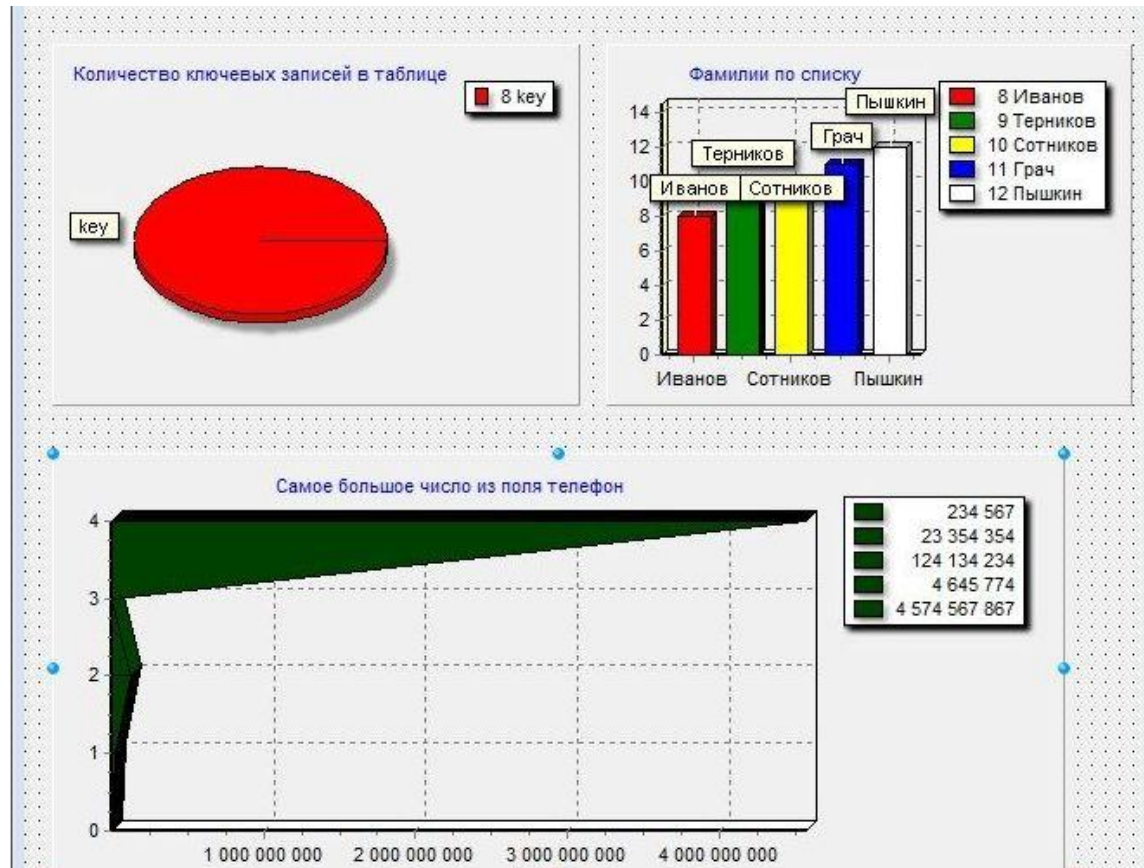 Количество ключевых записей в таблице
8 key
key
Фамилии по списку
14
12
10
8
6
4
2
0
Иванов
Терников
Сотников
Грач
Пышкин
Иванов Сотников Пышкин
8 Иванов
9 Терников
10 Сотников
11 Грач
12 Пышкин
Самое большое число из поля телефон
4
3
2
1
0
1 000 000 000 2 000 000 000 3 000 000 000 4 000 000 000
234 567
23 354 354
124 134 234
4 645 774
4 574 567 867